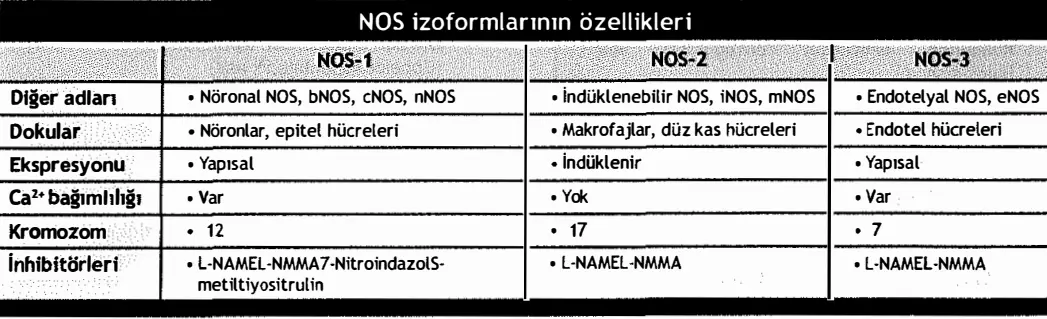 NOS izoformlarının özellikleri
NOS-1 NOS-2 NOS-3
Diğer adları • Nöronal NOS, bNOS, cNOS, nNOS • İndüklenebilir NOS, iNOS, mNOS • Endotelyal NOS, eNOS
Dokular • Nöronlar, epitel hücreleri • Makrofajlar, düz kas hücreleri • Endotel hücreleri
Ekspresyonu • Yapısal • İndüklenir • Yapısal
Ca²⁺ bağımlılığı • Var • Yok • Var
Kromozom • 12 • 17 • 7
İnhibitörleri • L-NAMEL-NMMA7-NitroindazolS- • L-NAMEL-NMMA • L-NAMEL-NMMA
metiltiyositrulin